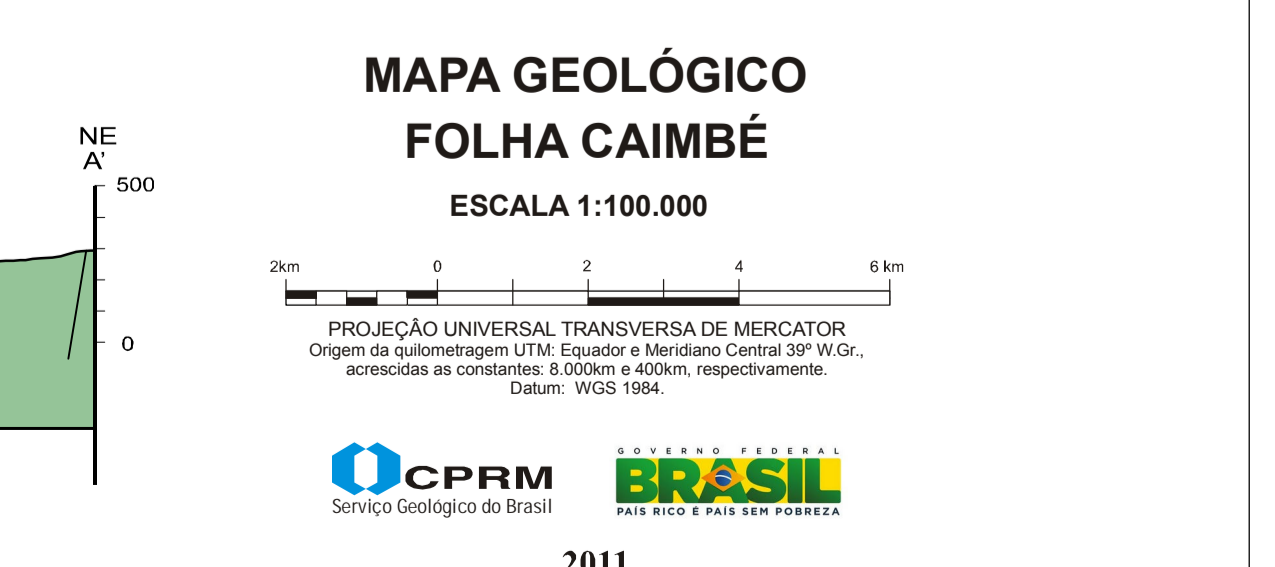 MAPA GEOLÓGICO
FOLHA CAIMBÉ
ESCALA 1:100.000
NE
A’
500
0
2km 0 2 4 6 km
PROJEÇÂO UNIVERSAL TRANSVERSA DE MERCATOR
Origem da quilometragem UTM: Equador e Meridiano Central 39º W.Gr.,
acrescidas as constantes: 8.000km e 400km, respectivamente.
Datum: WGS 1984.
CPRM
Serviço Geológico do Brasil
GOVERNO FEDERAL
BRASIL
PAÍS RICO É PAÍS SEM POBREZA
2011